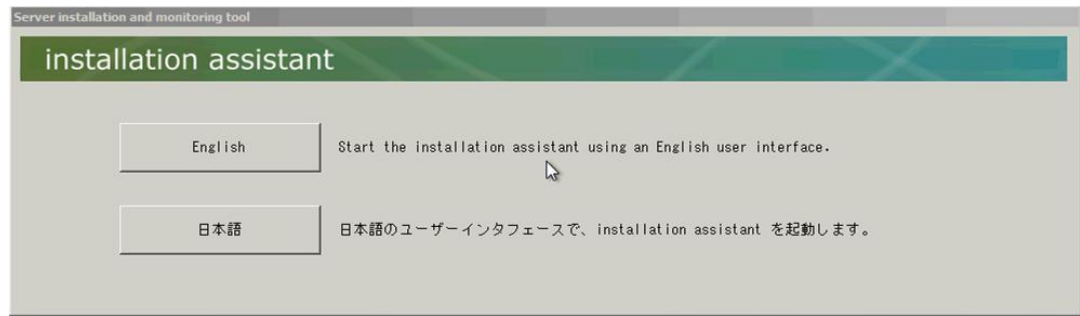 Server installation and monitoring tool
installation assistant
English
Start the installation assistant using an English user interface.
日本語
日本語のユーザーインタフェースで、installation assistant を起動します。